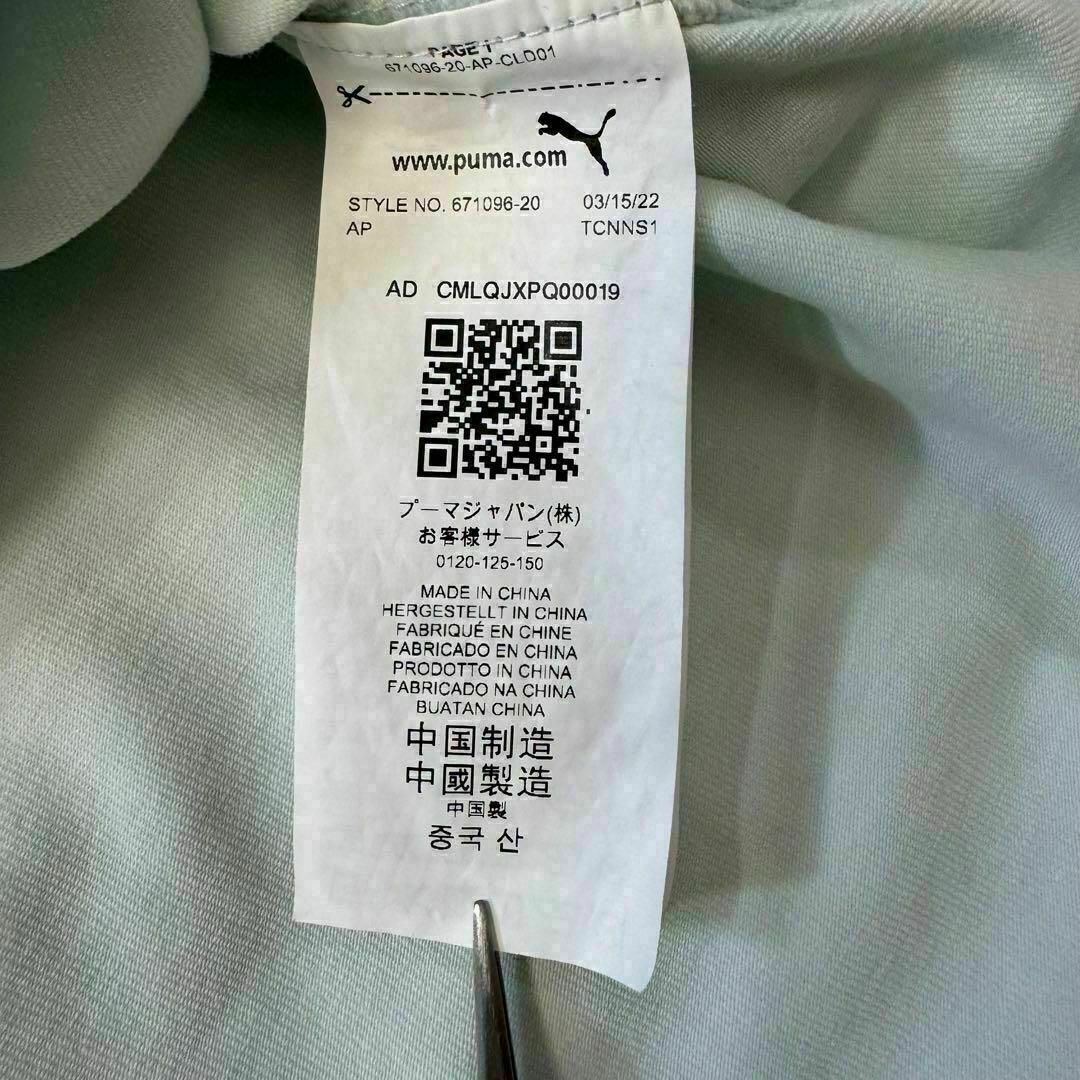 PAGE 1
671096-20-AP-CLD01
www.puma.com
STYLE NO. 671096-20 03/15/22
AP TCNNS1
AD CMLQJXPQ00019
プーマジャパン(株)
お客様サービス
0120-125-150
MADE IN CHINA
HERGESTELLT IN CHINA
FABRIQUÉ EN CHINE
FABRICADO EN CHINA
PRODOTTO IN CHINA
FABRICADO NA CHINA
BUATAN CHINA
中国制造
中國製造
中国製
중국 산